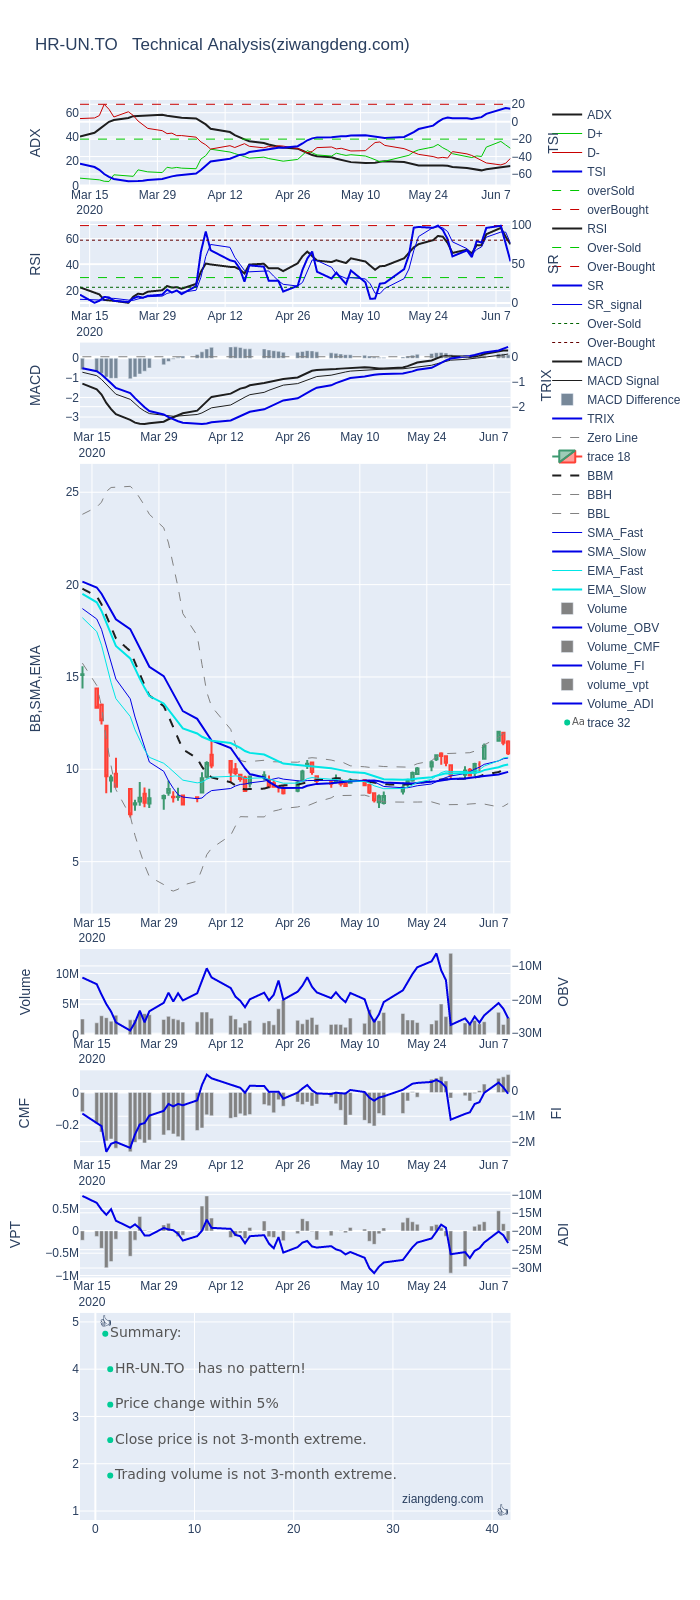 HR-UN.TO   Technical Analysis(ziwangdeng.com)
ADX
60
40
20
0
20
0
−20
−40
−60
TSI
Mar 15
Mar 29
Apr 12
Apr 26
May 10
May 24
Jun 7
2020
RSI
60
40
20
100
50
0
SR
Mar 15
Mar 29
Apr 12
Apr 26
May 10
May 24
Jun 7
2020
MACD
0
−1
−2
−3
0
−1
−2
TRIX
Mar 15
Mar 29
Apr 12
Apr 26
May 10
May 24
Jun 7
2020
BB,SMA,EMA
25
20
15
10
5
Mar 15
Mar 29
Apr 12
Apr 26
May 10
May 24
Jun 7
2020
Volume
10M
5M
0
−10M
−20M
−30M
OBV
Mar 15
Mar 29
Apr 12
Apr 26
May 10
May 24
Jun 7
2020
CMF
0
−0.2
0
−1M
−2M
FI
Mar 15
Mar 29
Apr 12
Apr 26
May 10
May 24
Jun 7
2020
VPT
0.5M
0
−0.5M
−1M
−10M
−15M
−20M
−25M
−30M
ADI
Mar 15
Mar 29
Apr 12
Apr 26
May 10
May 24
Jun 7
2020
5
4
3
2
1
Summary:
HR-UN.TO   has no pattern!
Price change within 5%
Close price is not 3-month extreme.
Trading volume is not 3-month extreme.
ziangdeng.com
0
10
20
30
40
ADX
D+
D-
TSI
overSold
overBought
RSI
Over-Sold
Over-Bought
SR
SR_signal
Over-Sold
Over-Bought
MACD
MACD Signal
MACD Difference
TRIX
Zero Line
trace 18
BBM
BBH
BBL
SMA_Fast
SMA_Slow
EMA_Fast
EMA_Slow
Volume
Volume_OBV
Volume_CMF
Volume_FI
volume_vpt
Volume_ADI
Aa trace 32